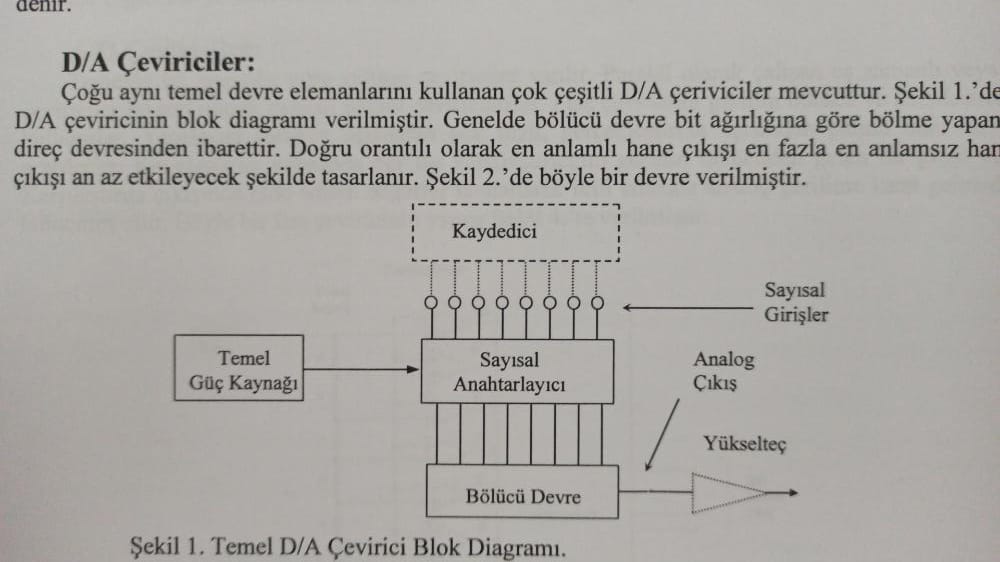 denir.
D/A Çeviriciler:
Çoğu aynı temel devre elemanlarını kullanan çok çeşitli D/A çeriviciler mevcuttur. Şekil 1.'de
D/A çeviricinin blok diagramı verilmiştir. Genelde bölücü devre bit ağırlığına göre bölme yapan
direç devresinden ibarettir. Doğru orantılı olarak en anlamlı hane çıkışı en fazla en anlamsız han
çıkışı an az etkileyecek şekilde tasarlanır. Şekil 2.'de böyle bir devre verilmiştir.
Kaydedici
Sayısal
Girişler
Temel
Güç Kaynağı
Sayısal
Anahtarlayıcı
Analog
Çıkış
Yükselteç
Bölücü Devre
Şekil 1. Temel D/A Çevirici Blok Diagramı.